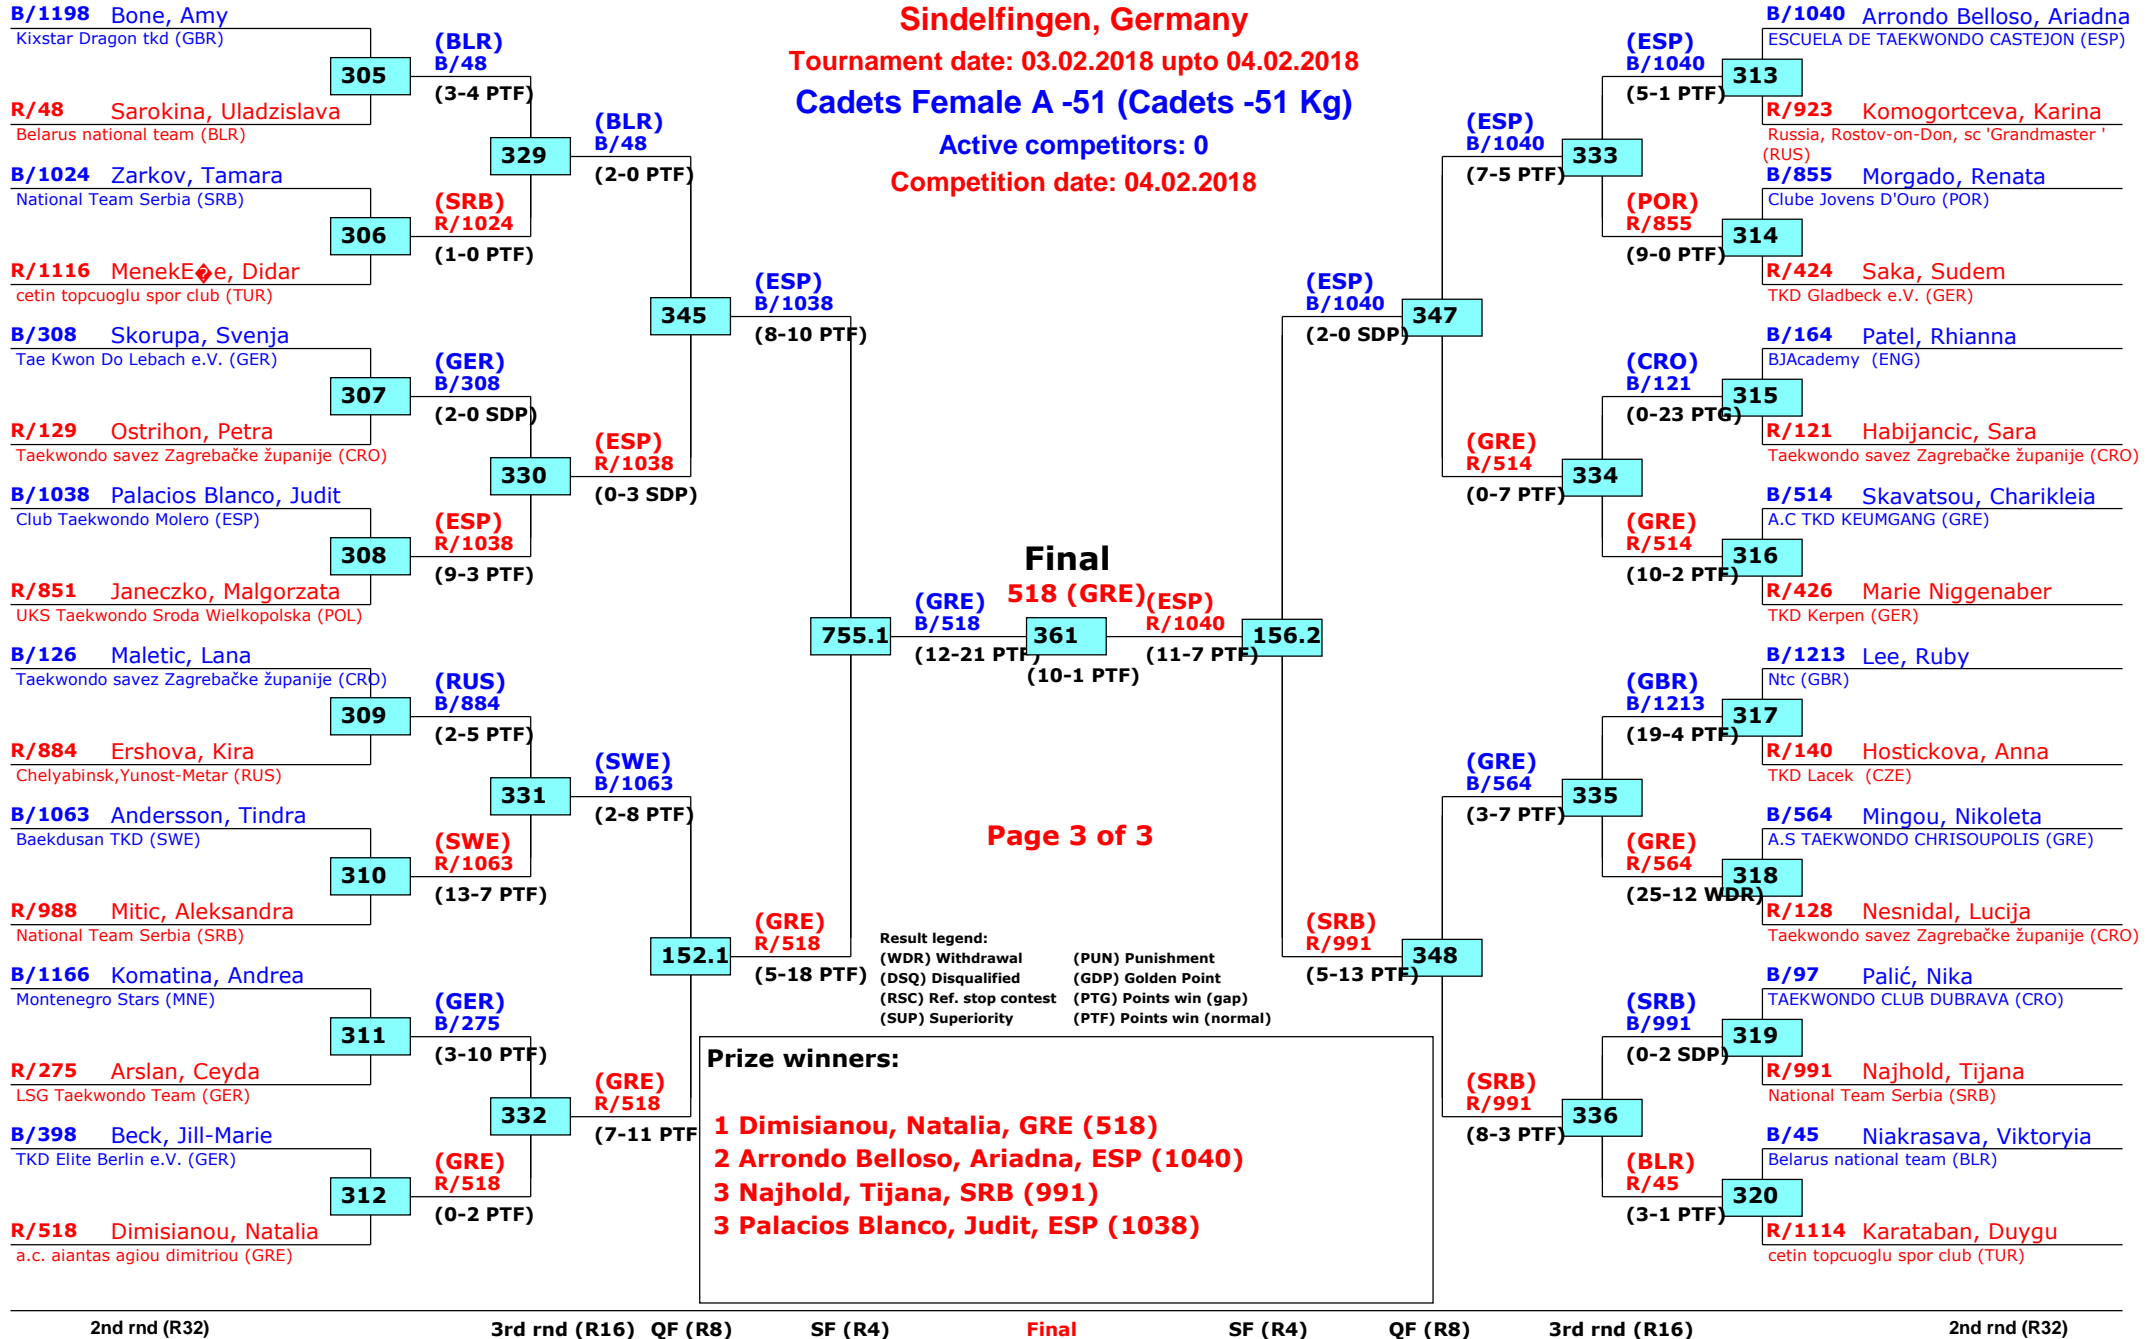 Sindelfingen, Germany
Tournament date: 03.02.2018 upto 04.02.2018
Cadets Female A -51 (Cadets -51 Kg)
Active competitors: 0
Competition date: 04.02.2018
B/1198 Bone, Amy
Kixstar Dragon tkd (GBR)
305
R/48 Sarokina, Uladzislava
Belarus national team (BLR)
B/1024 Zarkov, Tamara
National Team Serbia (SRB)
306
R/1116 MenekE�e, Didar
cetin topcuoglu spor club (TUR)
B/308 Skorupa, Svenja
Tae Kwon Do Lebach e.V. (GER)
307
R/129 Ostrihon, Petra
Taekwondo savez Zagrebačke županije (CRO)
B/1038 Palacios Blanco, Judit
Club Taekwondo Molero (ESP)
308
R/851 Janeczko, Malgorzata
UKS Taekwondo Sroda Wielkopolska (POL)
B/126 Maletic, Lana
Taekwondo savez Zagrebačke županije (CRO)
309
R/884 Ershova, Kira
Chelyabinsk,Yunost-Metar (RUS)
B/1063 Andersson, Tindra
Baekdusan TKD (SWE)
310
R/988 Mitic, Aleksandra
National Team Serbia (SRB)
B/1166 Komatina, Andrea
Montenegro Stars (MNE)
311
R/275 Arslan, Ceyda
LSG Taekwondo Team (GER)
B/398 Beck, Jill-Marie
TKD Elite Berlin e.V. (GER)
312
R/518 Dimisianou, Natalia
a.c. aiantas agiou dimitriou (GRE)
(BLR)
B/48
(3-4 PTF)
329
(SRB)
R/1024
(1-0 PTF)
(GER)
B/308
(2-0 SDP)
330
(ESP)
R/1038
(9-3 PTF)
(RUS)
B/884
(2-5 PTF)
331
(SWE)
R/1063
(13-7 PTF)
(GER)
B/275
(3-10 PTF)
332
(GRE)
R/518
(0-2 PTF)
(BLR)
B/48
(2-0 PTF)
345
(ESP)
R/1038
(0-3 SDP)
(SWE)
B/1063
(2-8 PTF)
152.1
(GRE)
R/518
(7-11 PTF
(ESP)
B/1038
(8-10 PTF)
755.1
(GRE)
R/518
(5-18 PTF)
Final
518 (GRE)
(GRE)
B/518
(12-21 PTF)
361
(10-1 PTF)
(ESP)
R/1040
(11-7 PTF)
156.2
Page 3 of 3
(ESP)
B/1040
(2-0 SDP)
347
(SRB)
R/991
(5-13 PTF)
348
(ESP)
B/1040
(7-5 PTF)
333
(GRE)
R/514
(0-7 PTF)
334
(GRE)
B/564
(3-7 PTF)
335
(SRB)
R/991
(8-3 PTF)
336
(ESP)
B/1040
(5-1 PTF)
313
(POR)
R/855
(9-0 PTF)
314
(CRO)
B/121
(0-23 PTG)
315
(GRE)
R/514
(10-2 PTF)
316
(GBR)
B/1213
(19-4 PTF)
317
(GRE)
R/564
(25-12 WDR)
318
(SRB)
B/991
(0-2 SDP)
319
(BLR)
R/45
(3-1 PTF)
320
B/1040 Arrondo Belloso, Ariadna
ESCUELA DE TAEKWONDO CASTEJON (ESP)
R/923 Komogortceva, Karina
Russia, Rostov-on-Don, sc 'Grandmaster '
(RUS)
B/855 Morgado, Renata
Clube Jovens D'Ouro (POR)
R/424 Saka, Sudem
TKD Gladbeck e.V. (GER)
B/164 Patel, Rhianna
BJAcademy (ENG)
R/121 Habijancic, Sara
Taekwondo savez Zagrebačke županije (CRO)
B/514 Skavatsou, Charikleia
A.C TKD KEUMGANG (GRE)
R/426 Marie Niggenaber
TKD Kerpen (GER)
B/1213 Lee, Ruby
Ntc (GBR)
R/140 Hostickova, Anna
TKD Lacek (CZE)
B/564 Mingou, Nikoleta
A.S TAEKWONDO CHRISOUPOLIS (GRE)
R/128 Nesnidal, Lucija
Taekwondo savez Zagrebačke županije (CRO)
B/97 Palić, Nika
TAEKWONDO CLUB DUBRAVA (CRO)
R/991 Najhold, Tijana
National Team Serbia (SRB)
B/45 Niakrasava, Viktoryia
Belarus national team (BLR)
R/1114 Karataban, Duygu
cetin topcuoglu spor club (TUR)
Result legend:
(WDR) Withdrawal (PUN) Punishment
(DSQ) Disqualified (GDP) Golden Point
(RSC) Ref. stop contest (PTG) Points win (gap)
(SUP) Superiority (PTF) Points win (normal)
Prize winners:
1 Dimisianou, Natalia, GRE (518)
2 Arrondo Belloso, Ariadna, ESP (1040)
3 Najhold, Tijana, SRB (991)
3 Palacios Blanco, Judit, ESP (1038)
2nd rnd (R32) 3rd rnd (R16) QF (R8) SF (R4) Final SF (R4) QF (R8) 3rd rnd (R16) 2nd rnd (R32)